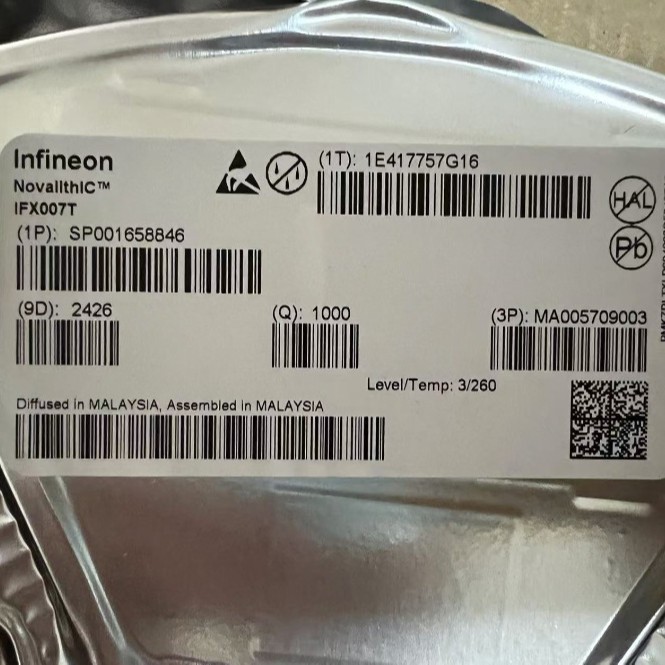 Infineon
NovalithIC™
IFX007T
(1T): 1E417757G16
HAL
Pb
(1P): SP001658846
(9D): 2426
(Q): 1000
(3P): MA005709003
Level/Temp: 3/260
Diffused in MALAYSIA, Assembled in MALAYSIA